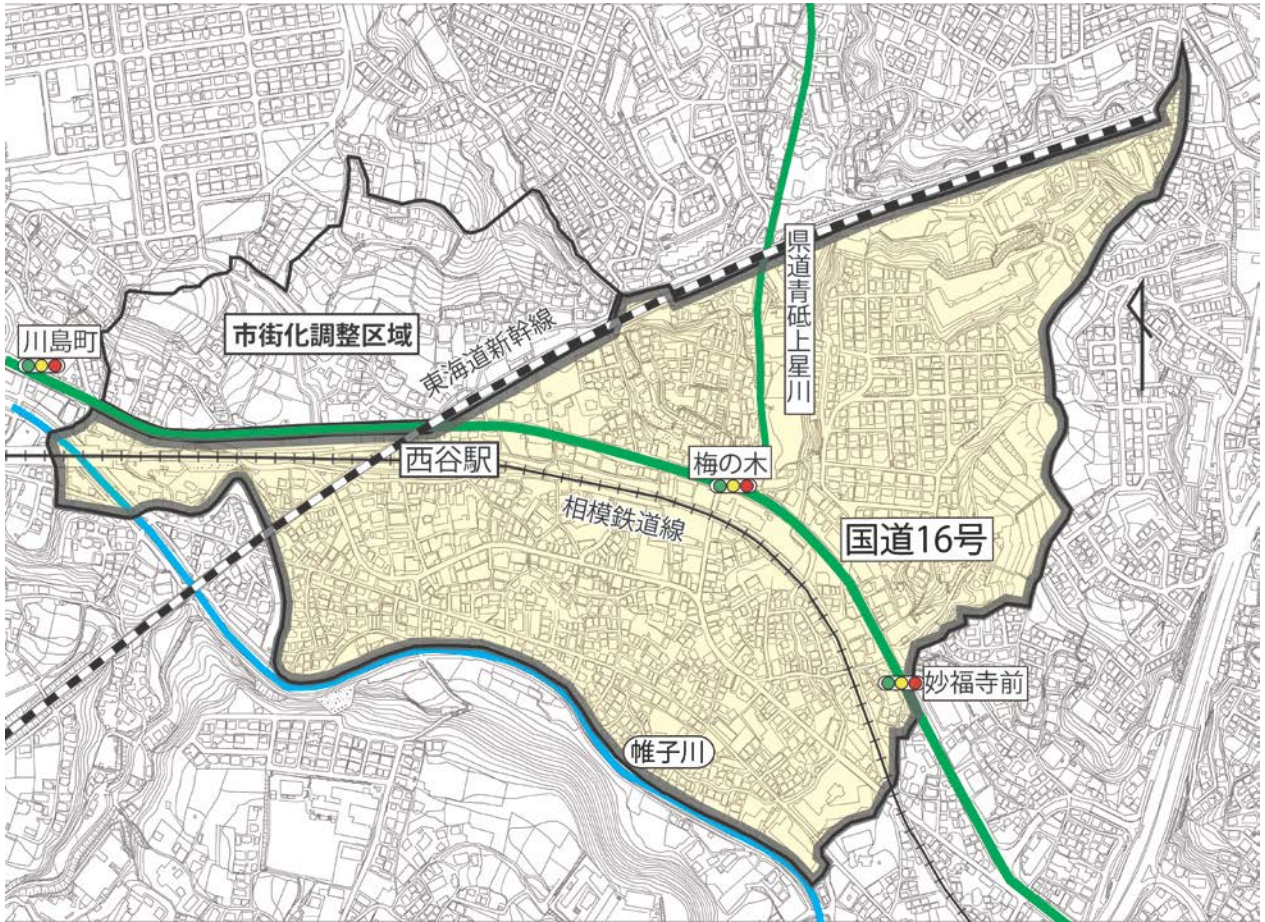 県道青砥上星川
川島町
市街化調整区域
東海道新幹線
西谷駅
梅の木
相模鉄道線
国道16号
妙福寺前
帷子川